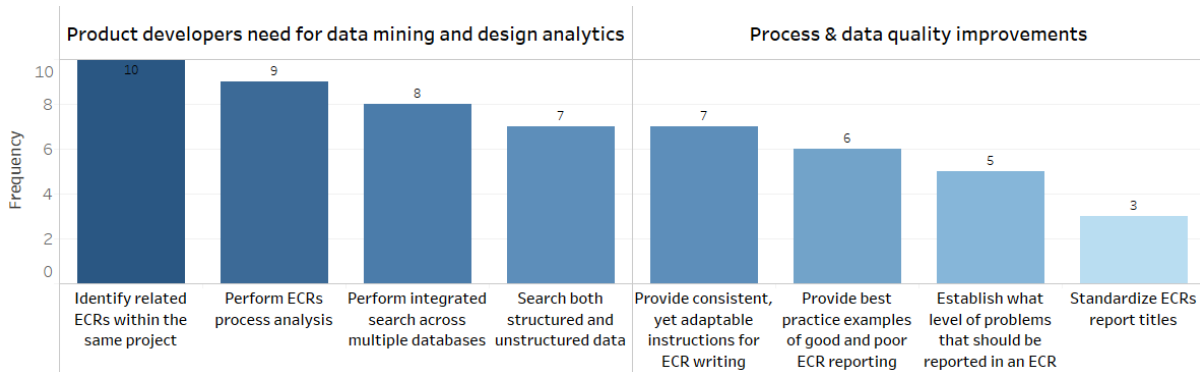 Product developers need for data mining and design analytics
Process & data quality improvements
Frequency
10
8
6
4
2
0
10
9
8
7
7
6
5
3
Identify related
ECRs within the
same project
Perform ECRs
process analysis
Perform integrated
search across
multiple databases
Search both
structured and
unstructured data
Provide consistent,
yet adaptable
instructions for
ECR writing
Provide best
practice examples
of good and poor
ECR reporting
Establish what
level of problems
that should be
reported in an ECR
Standardize ECRs
report titles